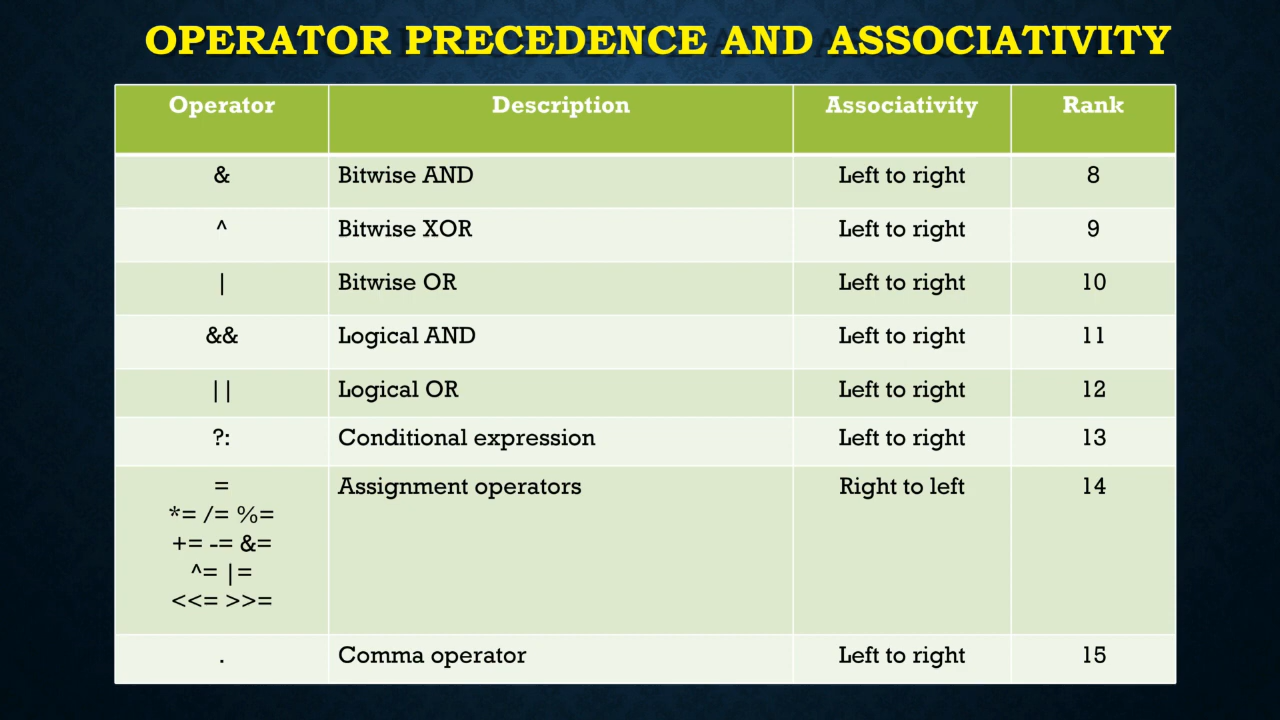 OPERATOR PRECEDENCE AND ASSOCIATIVITY
Operator Description Associativity Rank
& Bitwise AND Left to right 8
^ Bitwise XOR Left to right 9
| Bitwise OR Left to right 10
&& Logical AND Left to right 11
|| Logical OR Left to right 12
?: Conditional expression Left to right 13
= Assignment operators Right to left 14
*= /= %=
+= -= &=
^= |=
<<= >>=
. Comma operator Left to right 15